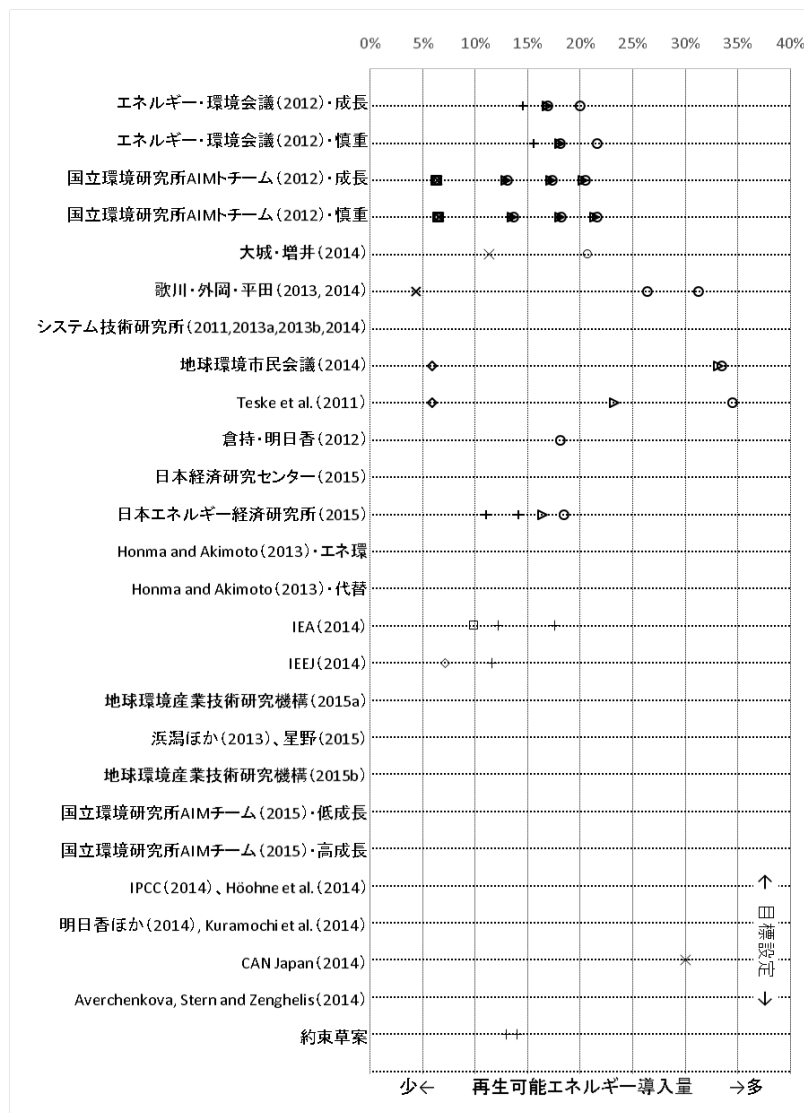 0% 5% 10% 15% 20% 25% 30% 35% 40%
エネルギー・環境会議(2012)・成長
エネルギー・環境会議(2012)・慎重
国立環境研究所AIMトチーム(2012)・成長
国立環境研究所AIMトチーム(2012)・慎重
大城・増井(2014)
歌川・外岡・平田(2013, 2014)
システム技術研究所(2011,2013a,2013b,2014)
地球環境市民会議(2014)
Teske et al.(2011)
倉持・明日香(2012)
日本経済研究センター(2015)
日本エネルギー経済研究所(2015)
Honma and Akimoto(2013)・エネ環
Honma and Akimoto(2013)・代替
IEA(2014)
IEEJ(2014)
地球環境産業技術研究機構(2015a)
浜潟ほか(2013)、星野(2015)
地球環境産業技術研究機構(2015b)
国立環境研究所AIMチーム(2015)・低成長
国立環境研究所AIMチーム(2015)・高成長
IPCC(2014)、Höohne et al.(2014)
明日香ほか(2014), Kuramochi et al.(2014)
CAN Japan(2014)
Averchenkova, Stern and Zenghelis(2014)
約束草案
← 目標設定 →
少← 再生可能エネルギー導入量 →多